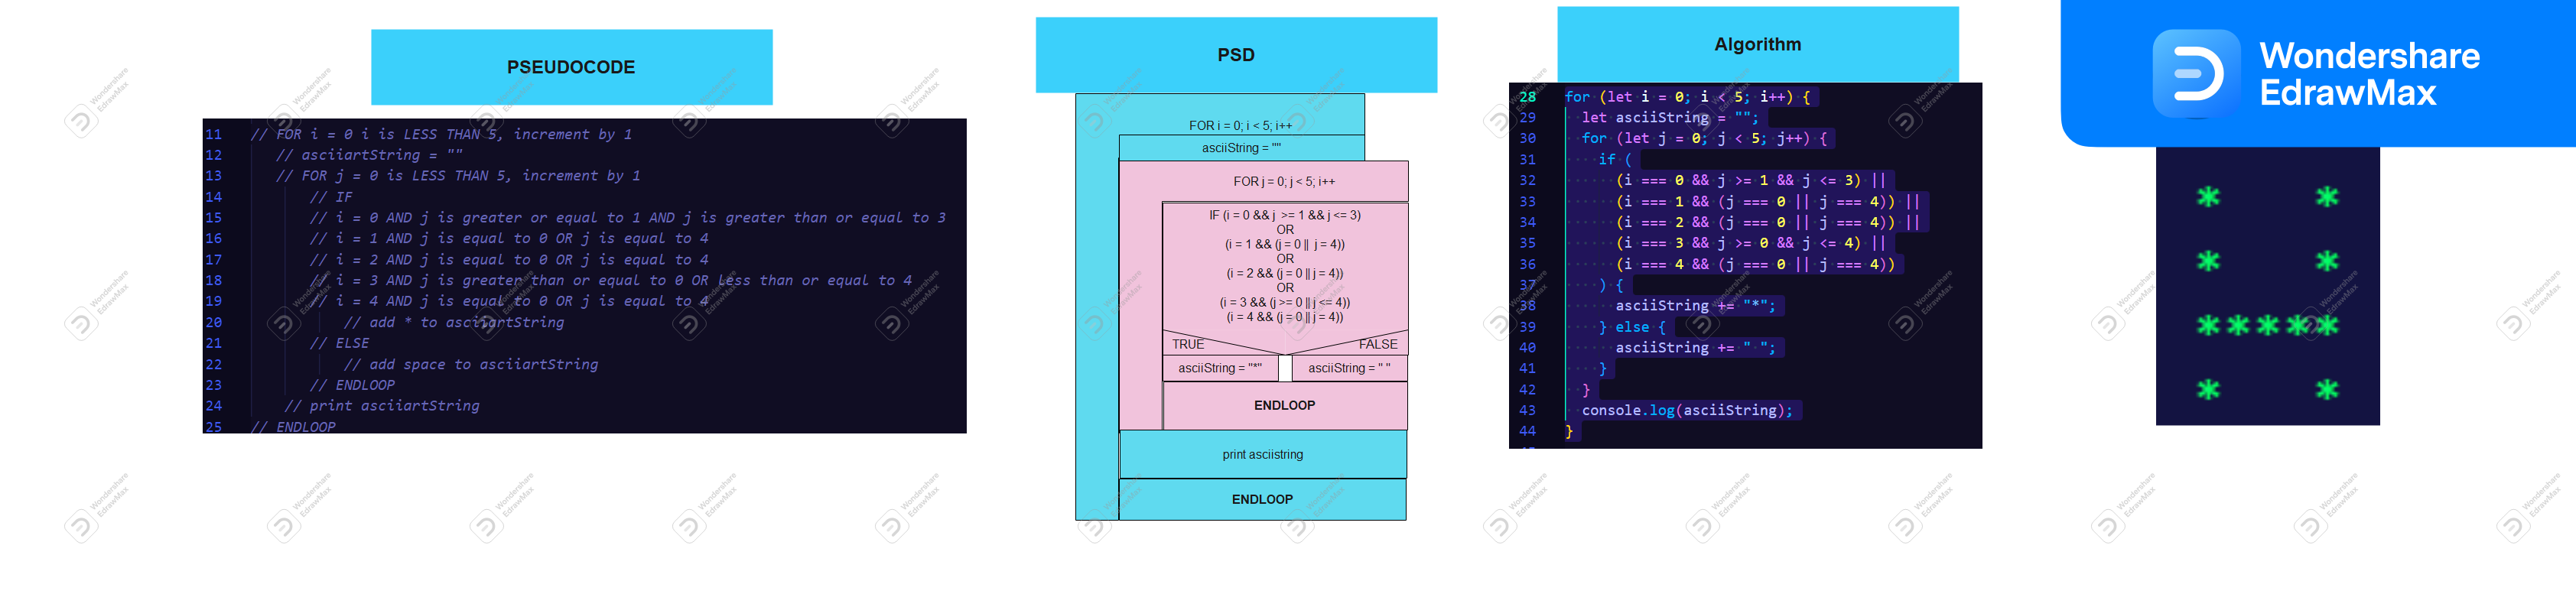 PSEUDOCODE
11 // FOR i = 0 i is LESS THAN 5, increment by 1
12 // asciiartString = ""
13 // FOR j = 0 is LESS THAN 5, increment by 1
14 // IF
15 // i = 0 AND j is greater or equal to 1 AND j is greater than or equal to 3
16 // i = 1 AND j is equal to 0 OR j is equal to 4
17 // i = 2 AND j is equal to 0 OR j is equal to 4
18 // i = 3 AND j is greater than or equal to 0 OR less than or equal to 4
19 // i = 4 AND j is equal to 0 OR j is equal to 4
20 // add * to asciiartString
21 // ELSE
22 // add space to asciiartString
23 // ENDLOOP
24 // print asciiartString
25 // ENDLOOP
PSD
FOR i = 0; i < 5; i++
asciiString = ""
FOR j = 0; j < 5; i++
IF (i = 0 && j >= 1 && j <= 3)
OR
(i = 1 && (j = 0 || j = 4))
OR
(i = 2 && (j = 0 || j = 4))
OR
(i = 3 && (j >= 0 || j <= 4))
(i = 4 && (j = 0 || j = 4))
TRUE FALSE
asciiString = "*" asciiString = " "
ENDLOOP
print asciistring
ENDLOOP
Algorithm
28 for (let i = 0; i < 5; i++) {
29 let asciiString = "";
30 for (let j = 0; j < 5; j++) {
31 if (
32 (i === 0 && j >= 1 && j <= 3) ||
33 (i === 1 && (j === 0 || j === 4)) ||
34 (i === 2 && (j === 0 || j === 4)) ||
35 (i === 3 && j >= 0 && j <= 4) ||
36 (i === 4 && (j === 0 || j === 4))
37 ) {
38 asciiString += "*";
39 } else {
40 asciiString += " ";
41 }
42 }
43 console.log(asciiString);
44 }
Wondershare
EdrawMax
* *
* *
*****
* *